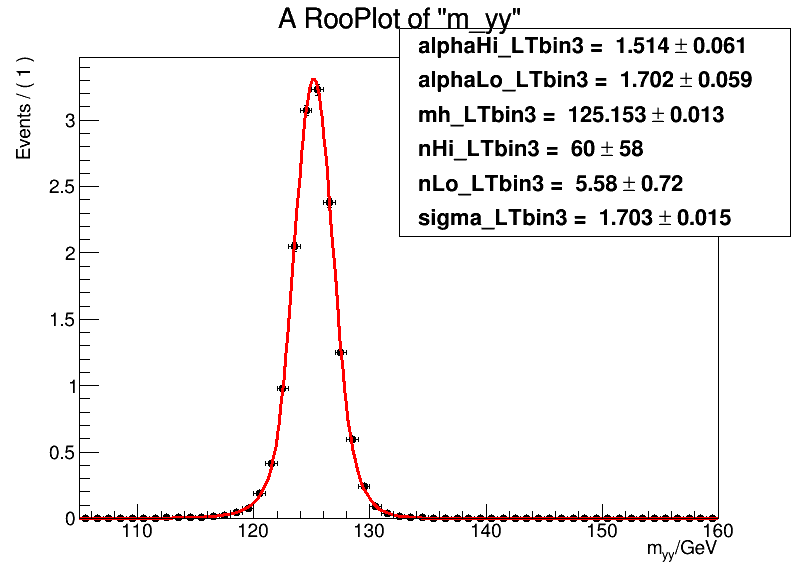 A RooPlot of "m_yy"
alphaHi_LTbin3 = 1.514 ± 0.061
alphaLo_LTbin3 = 1.702 ± 0.059
mh_LTbin3 = 125.153 ± 0.013
nHi_LTbin3 = 60 ± 58
nLo_LTbin3 = 5.58 ± 0.72
sigma_LTbin3 = 1.703 ± 0.015
Events / ( 1 )
3
2.5
2
1.5
1
0.5
0
110 120 130 140 150 160
m_yy/GeV